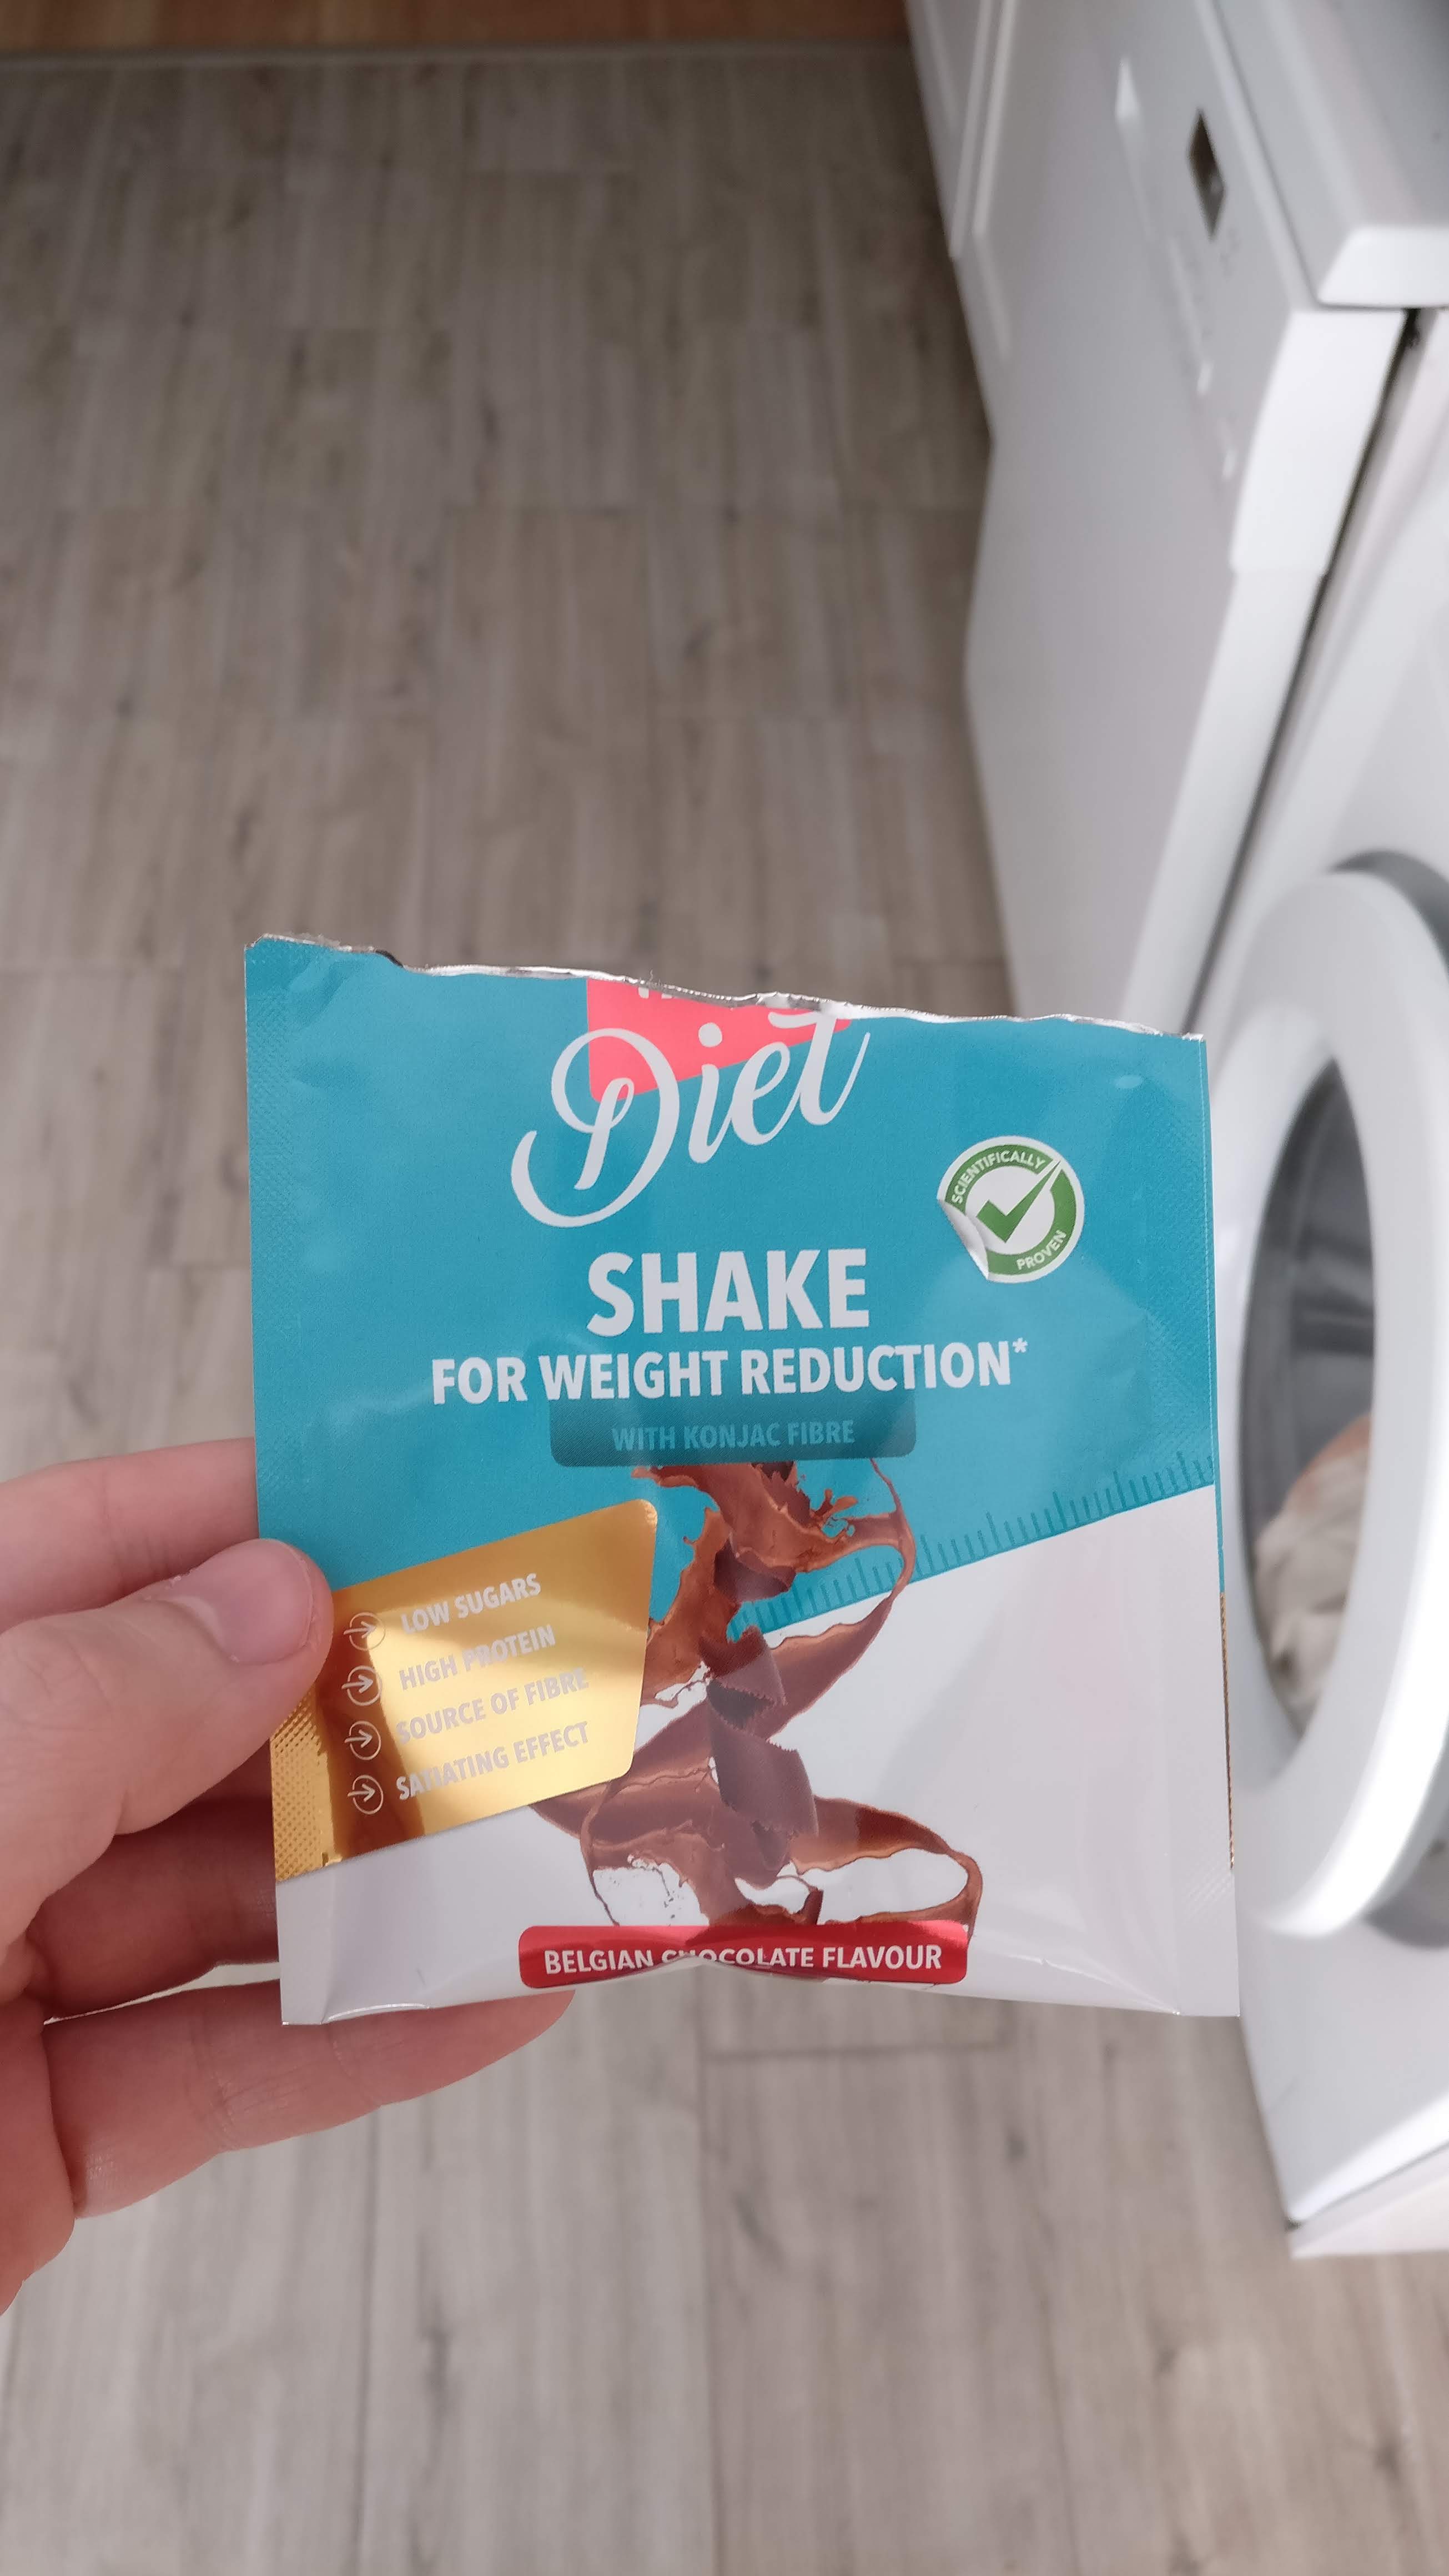 Diet
SCIENTIFICALLY
PROVEN
SHAKE
FOR WEIGHT REDUCTION*
WITH KONJAC FIBRE
LOW SUGARS
HIGH PROTEIN
SOURCE OF FIBRE
SATIATING EFFECT
BELGIAN CHOCOLATE FLAVOUR